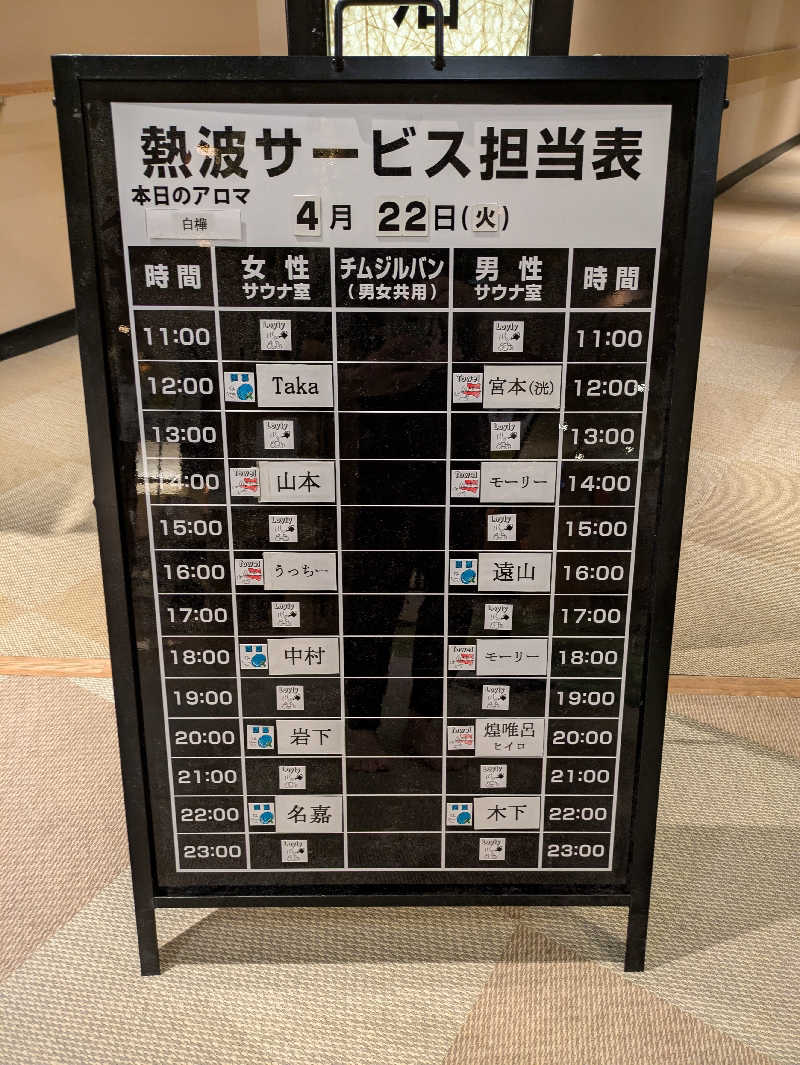 熱波サービス担当表
本日のアロマ
白樺
4月 22日(火)
時間 女性 サウナ室 チムジルバン (男女共用) 男性 サウナ室 時間
11:00 Loyly Loyly 11:00
12:00 Taka Towel 宮本(洸) 12:00
13:00 Loyly Loyly 13:00
14:00 Towel 山本 Towel モーリー 14:00
15:00 Loyly Loyly 15:00
16:00 Towel うっちー 遠山 16:00
17:00 Loyly Loyly 17:00
18:00 中村 Towel モーリー 18:00
19:00 Loyly Loyly 19:00
20:00 岩下 Towel 煌唯呂 ヒイロ 20:00
21:00 Loyly Loyly 21:00
22:00 名嘉 木下 22:00
23:00 Loyly Loyly 23:00